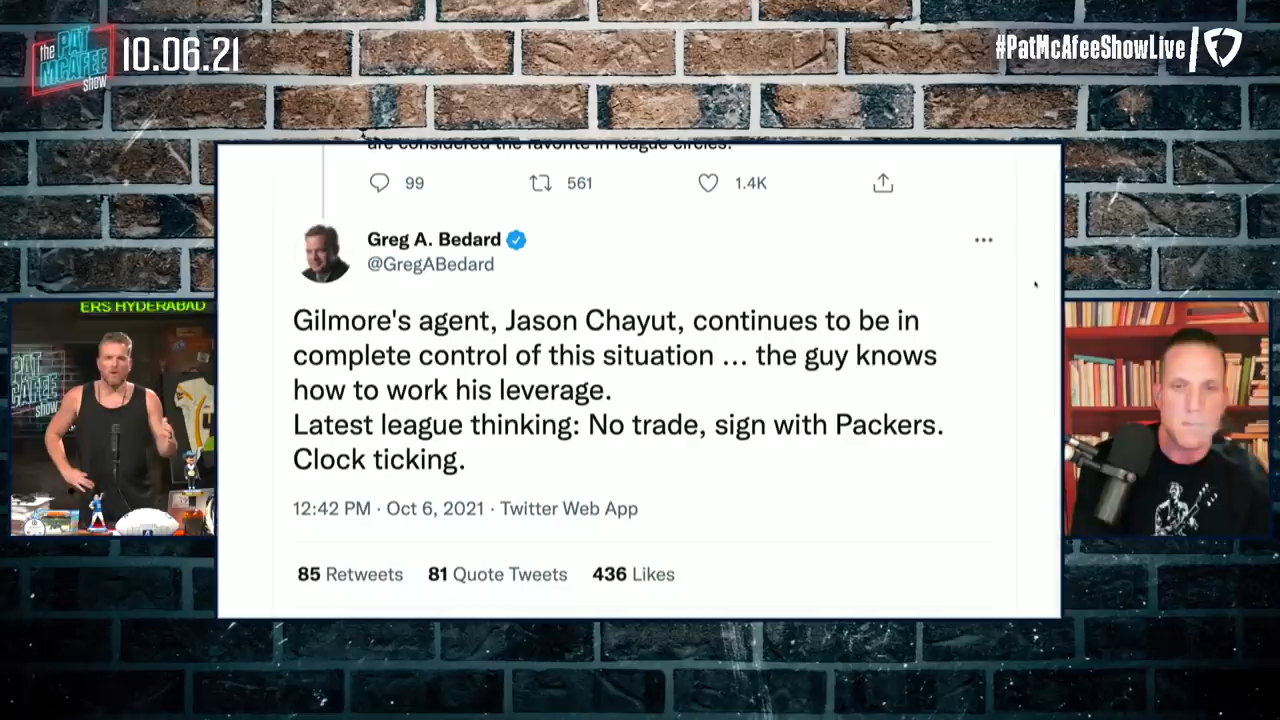 the PAT MCAFEE show
10.06.21
#PatMcAfeeShowLive
are considered the favorite in league circles.
99
561
1.4K
Greg A. Bedard
@GregABedard
Gilmore's agent, Jason Chayut, continues to be in
complete control of this situation ... the guy knows
how to work his leverage.
Latest league thinking: No trade, sign with Packers.
Clock ticking.
12:42 PM · Oct 6, 2021 · Twitter Web App
85 Retweets 81 Quote Tweets 436 Likes
ERS HYDERABAD
PAT
CAFEE
show